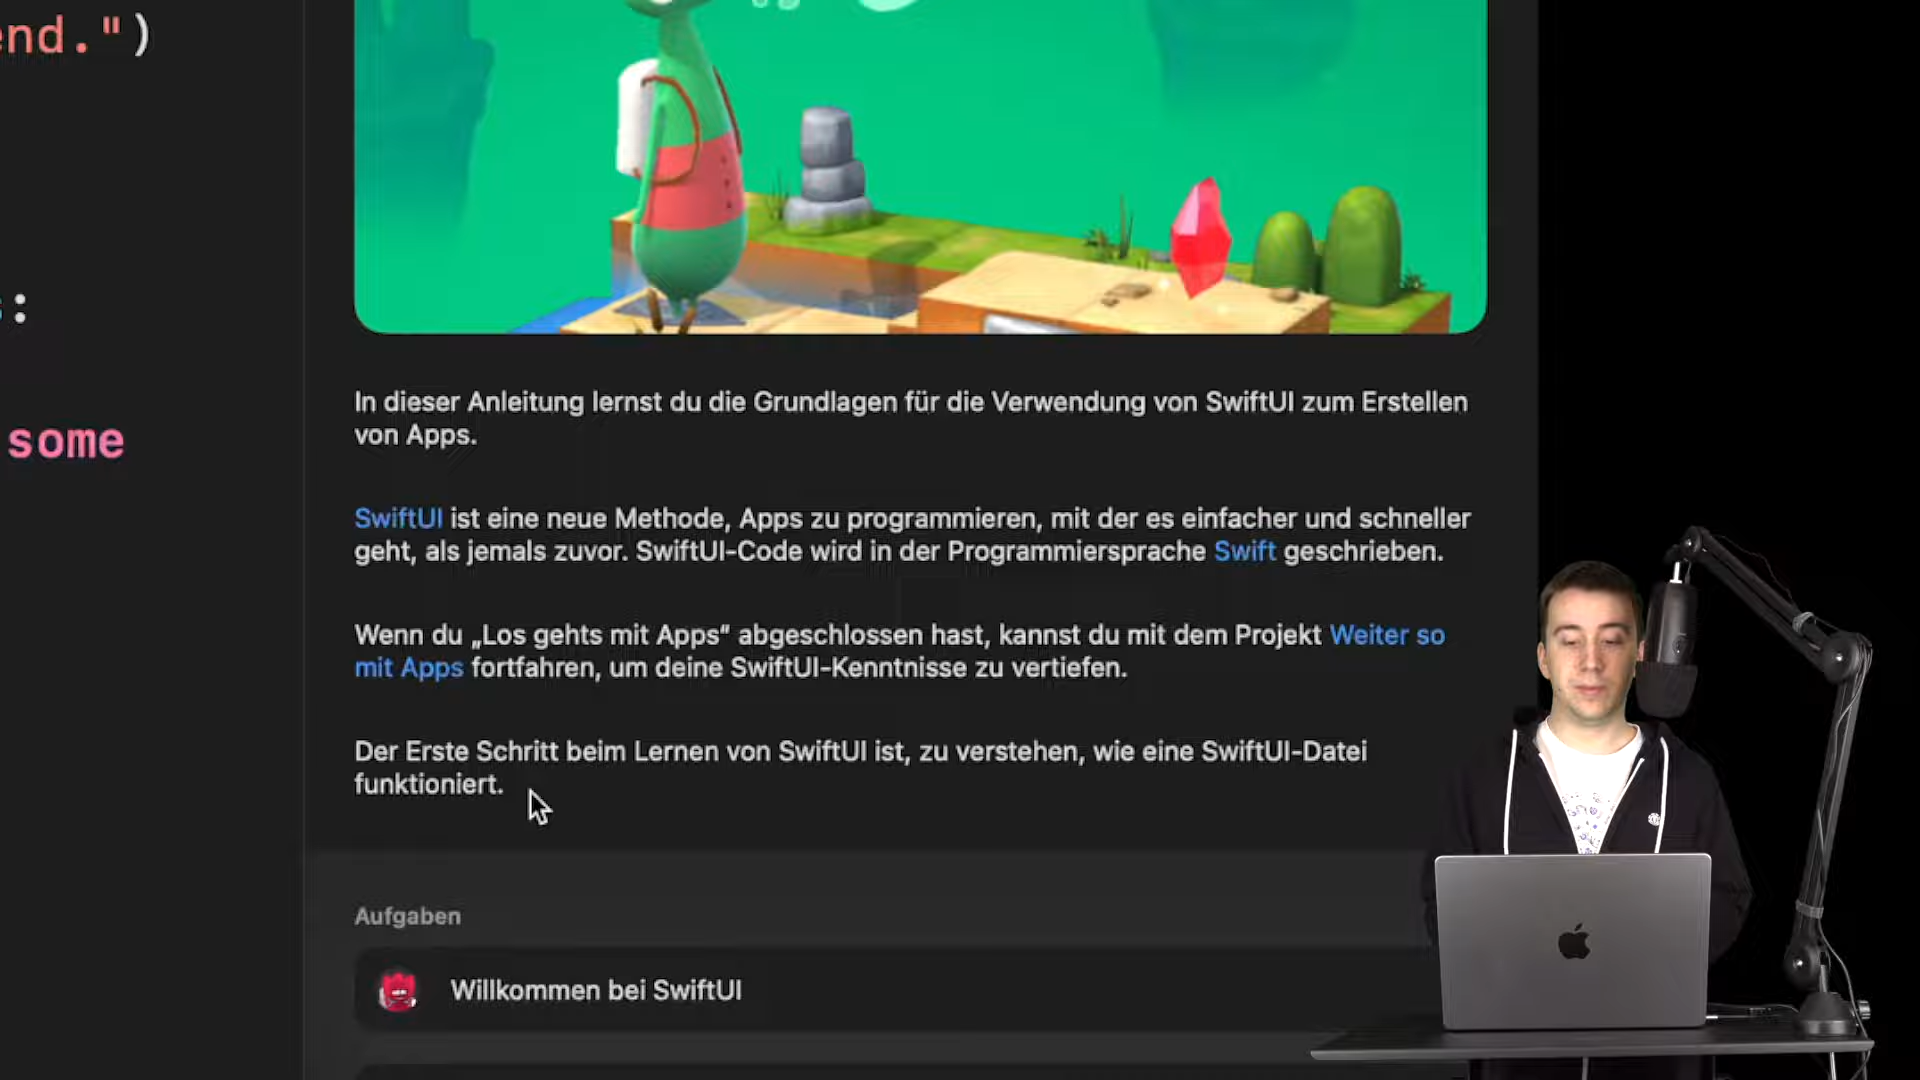 end.")
:
some
In dieser Anleitung lernst du die Grundlagen für die Verwendung von SwiftUI zum Erstellen
von Apps.
SwiftUI ist eine neue Methode, Apps zu programmieren, mit der es einfacher und schneller
geht, als jemals zuvor. SwiftUI-Code wird in der Programmiersprache Swift geschrieben.
Wenn du „Los gehts mit Apps“ abgeschlossen hast, kannst du mit dem Projekt Weiter so
mit Apps fortfahren, um deine SwiftUI-Kenntnisse zu vertiefen.
Der Erste Schritt beim Lernen von SwiftUI ist, zu verstehen, wie eine SwiftUI-Datei
funktioniert.
Aufgaben
Willkommen bei SwiftUI